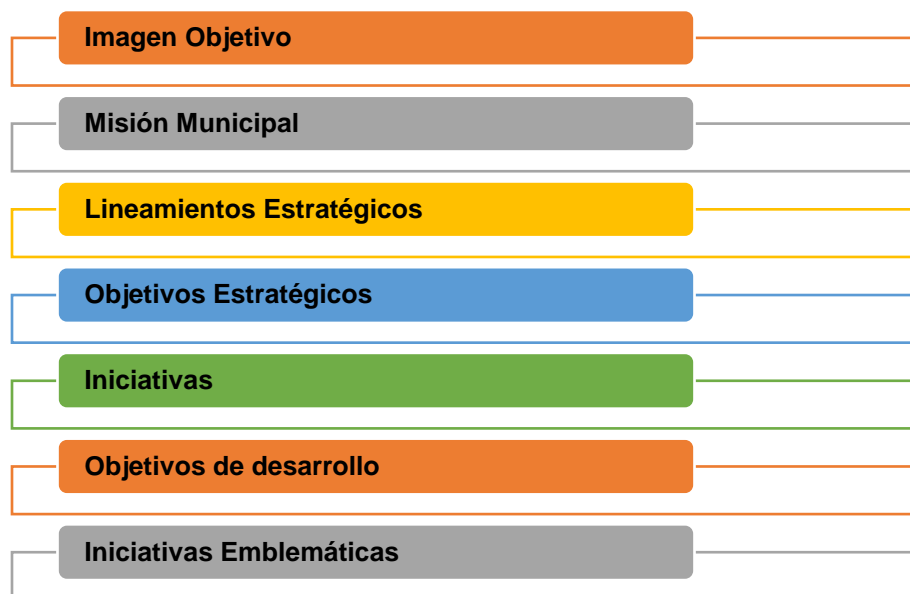 Imagen Objetivo
Misión Municipal
Lineamientos Estratégicos
Objetivos Estratégicos
Iniciativas
Objetivos de desarrollo
Iniciativas Emblemáticas